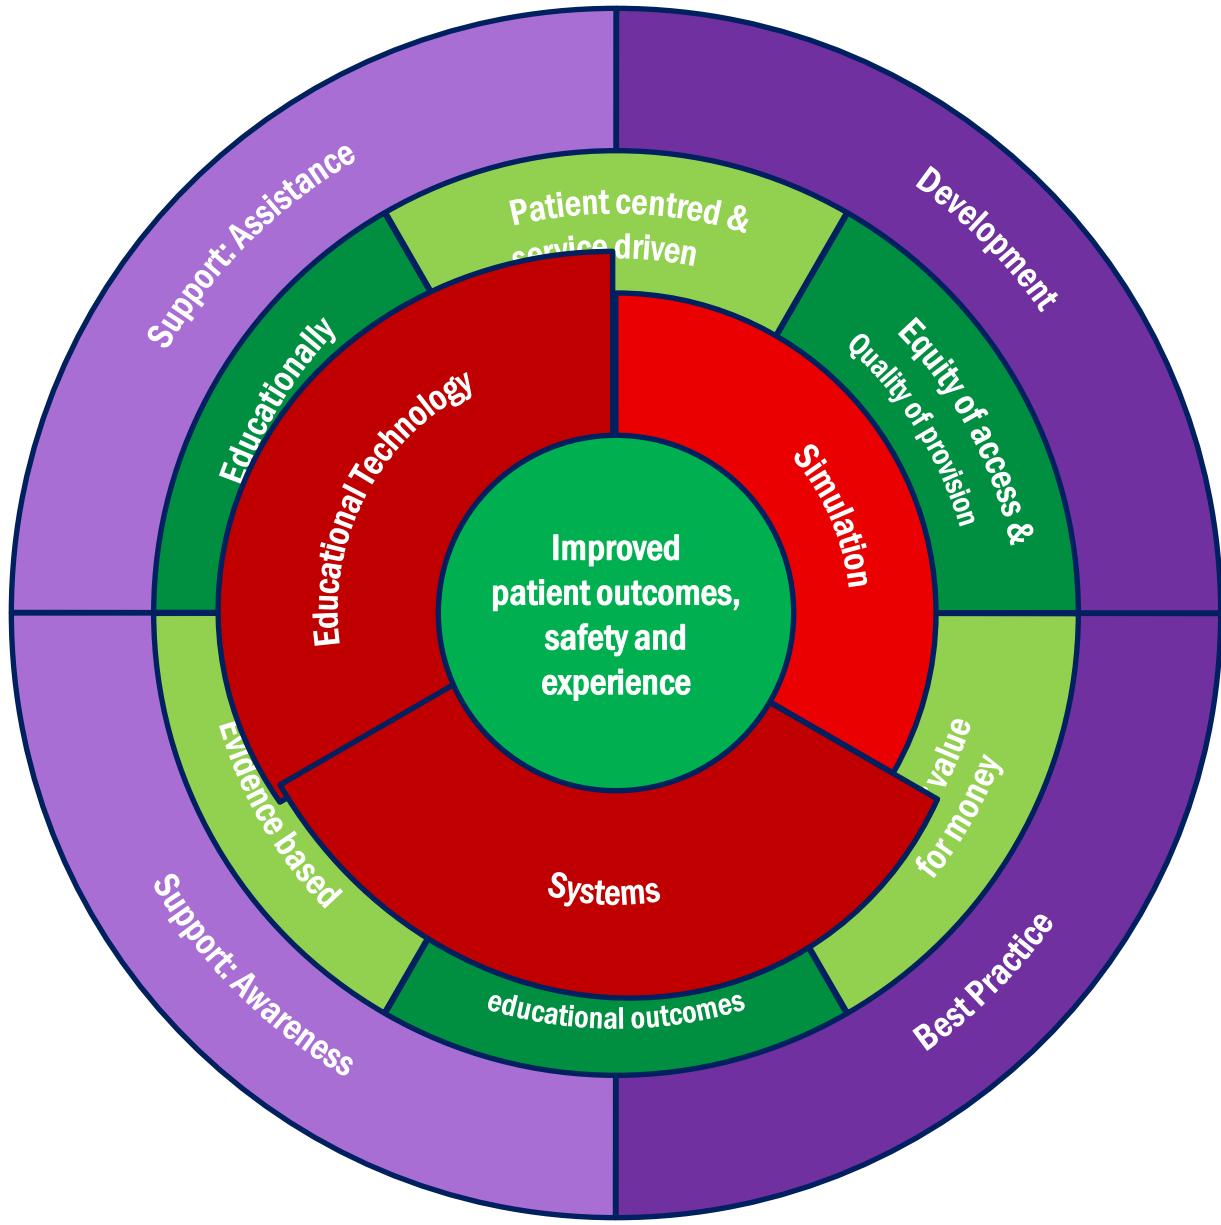 Support: Assistance
Development
Patient centred &
service driven
Educationally
Equity of access &
Quality of provision
Educational Technology
Simulation
Improved
patient outcomes,
safety and
experience
Evidence based
value
for money
Systems
educational outcomes
Support: Awareness
Best Practice